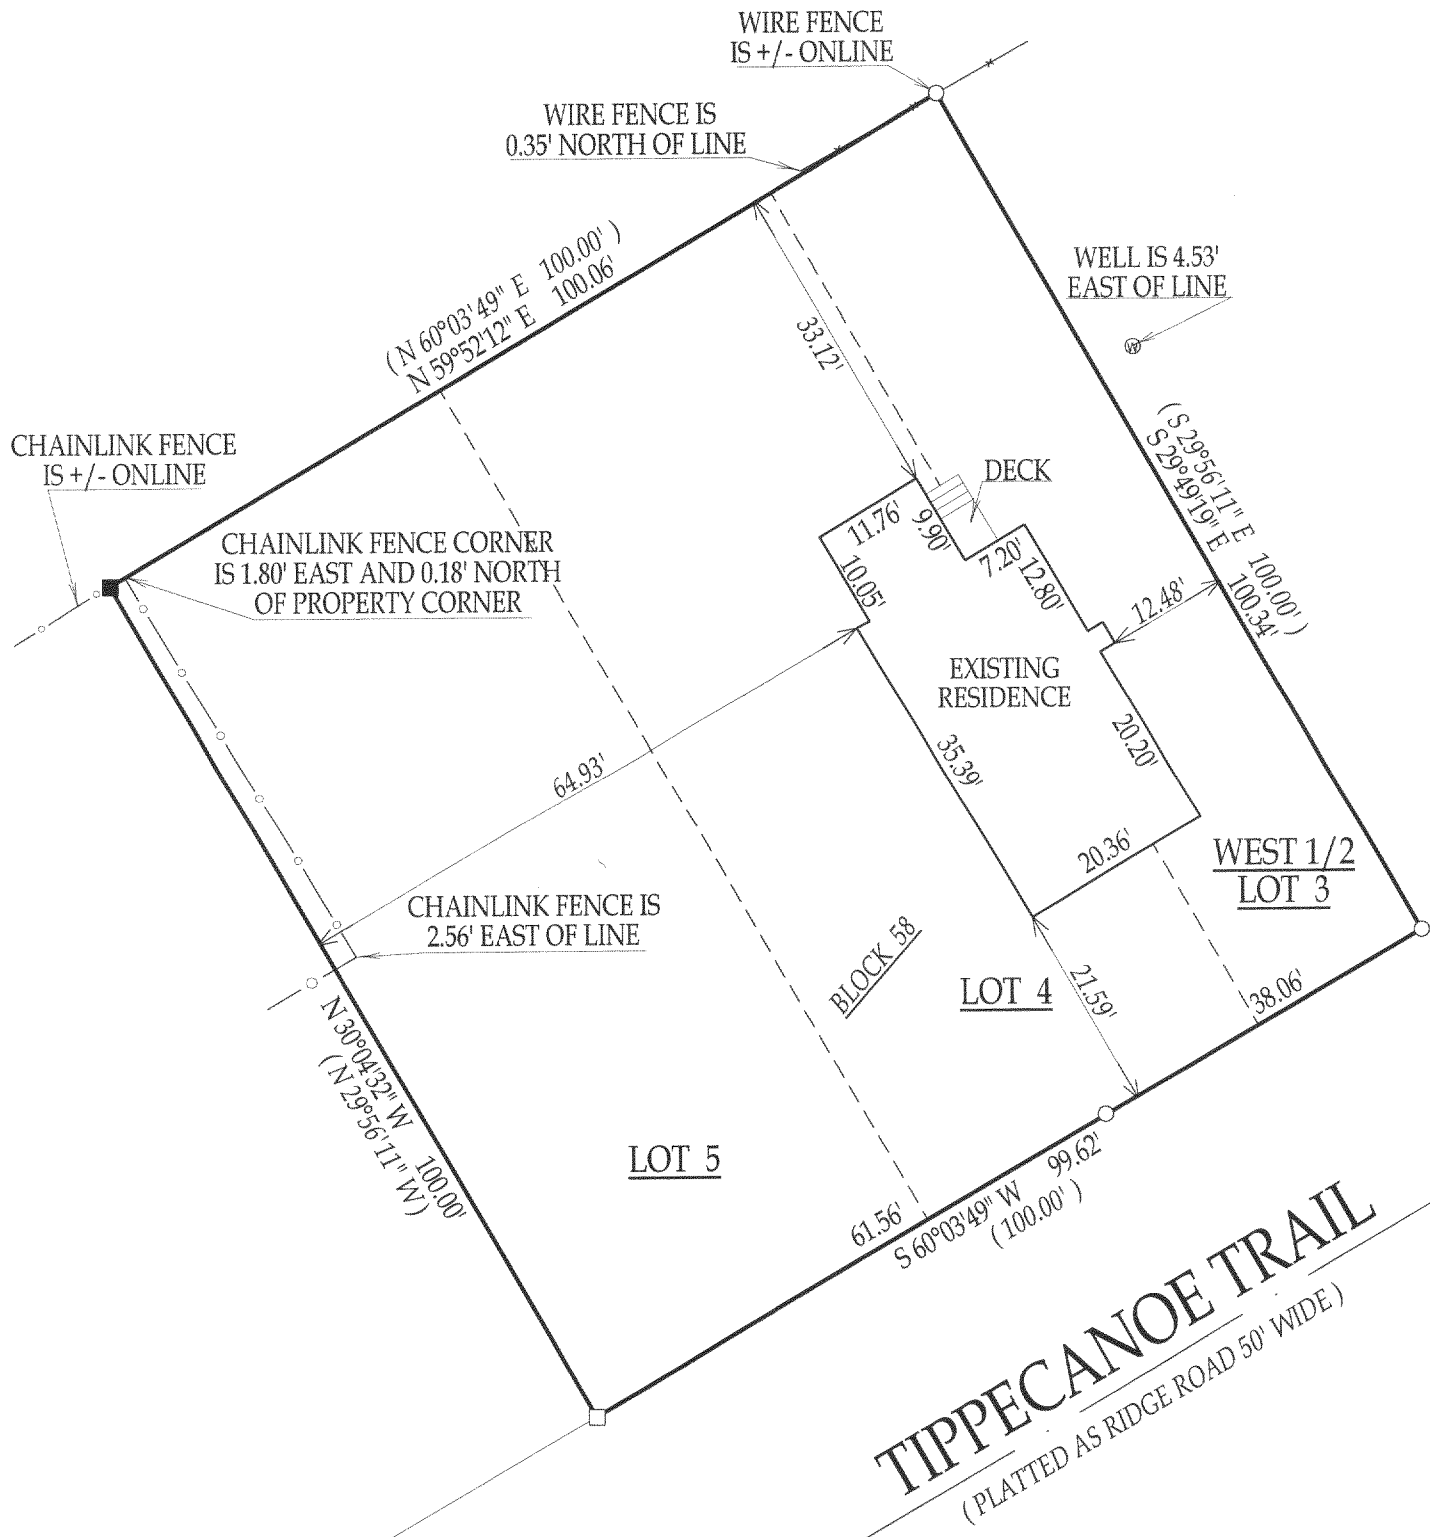 WIRE FENCE
IS +/- ONLINE
WIRE FENCE IS
0.35' NORTH OF LINE
( N 60°03'49" E 100.00' )
N 59°52'12" E 100.06'
WELL IS 4.53'
EAST OF LINE
W
33.12'
CHAINLINK FENCE
IS +/- ONLINE
( S 29°56'11" E 100.00' )
S 29°49'19" E 100.34'
DECK
11.76'
9.90'
7.20'
12.80'
10.05'
12.48'
CHAINLINK FENCE CORNER
IS 1.80' EAST AND 0.18' NORTH
OF PROPERTY CORNER
EXISTING
RESIDENCE
64.93'
35.39'
20.20'
20.36'
WEST 1/2
LOT 3
CHAINLINK FENCE IS
2.56' EAST OF LINE
BLOCK 58
LOT 4
21.59'
38.06'
N 30°04'32" W 100.00'
( N 29°56'11" W )
LOT 5
61.56'
S 60°03'49" W 99.62'
( 100.00' )
TIPPECANOE TRAIL
( PLATTED AS RIDGE ROAD 50' WIDE )